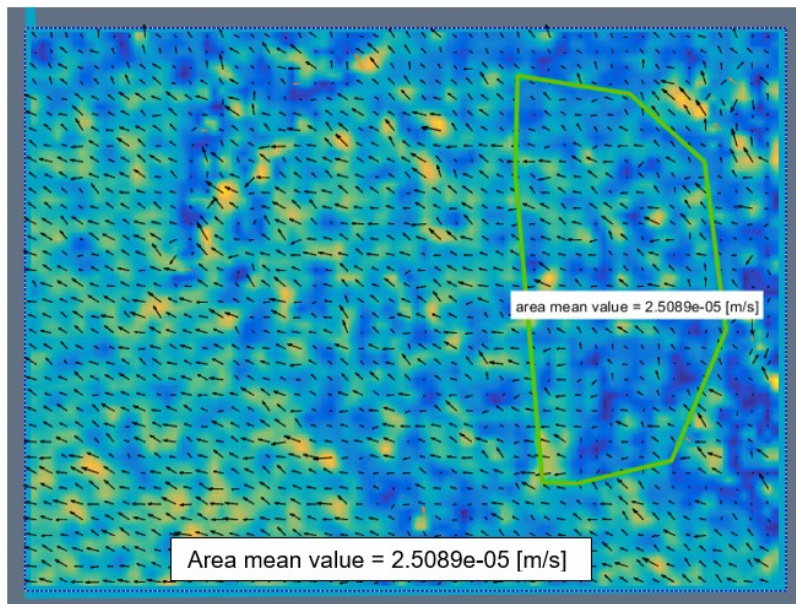 area mean value = 2.5089e-05 [m/s]
Area mean value = 2.5089e-05 [m/s]